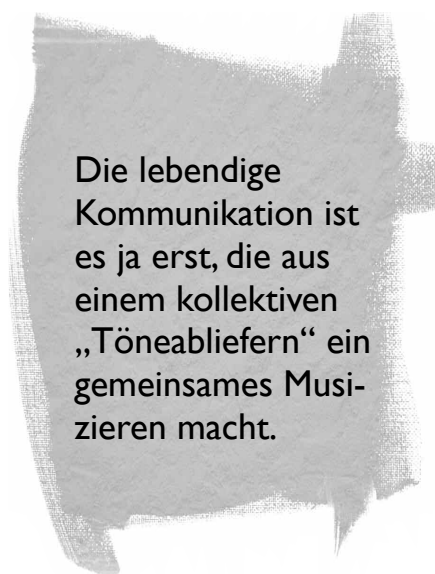 Die lebendige
Kommunikation ist
es ja erst, die aus
einem kollektiven
„Töneabliefern“ ein
gemeinsames Musi-
zieren macht.